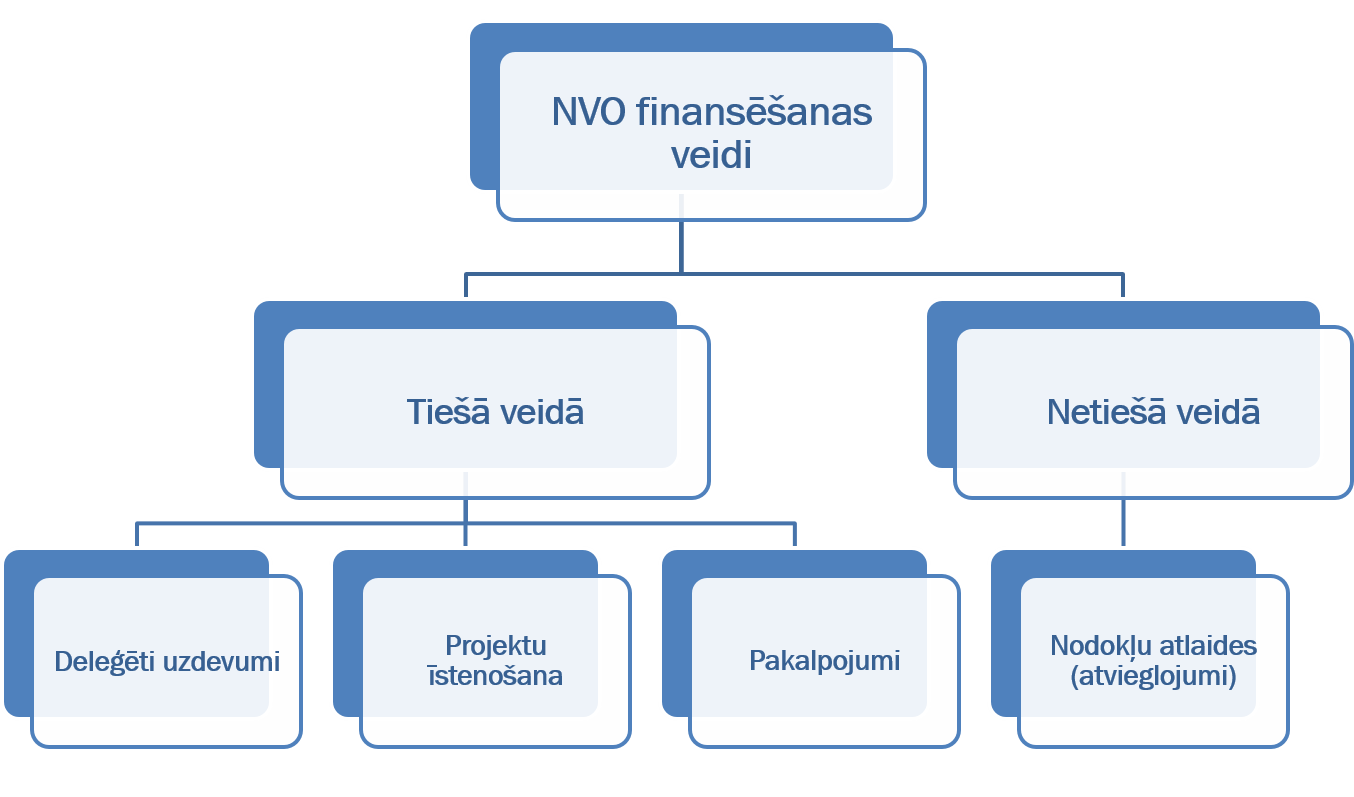 NVO finansēšanas
veidi
Tiešā veidā
Netiešā veidā
Deleģēti uzdevumi
Projektu
īstenošana
Pakalpojumi
Nodokļu atlaides
(atvieglojumi)